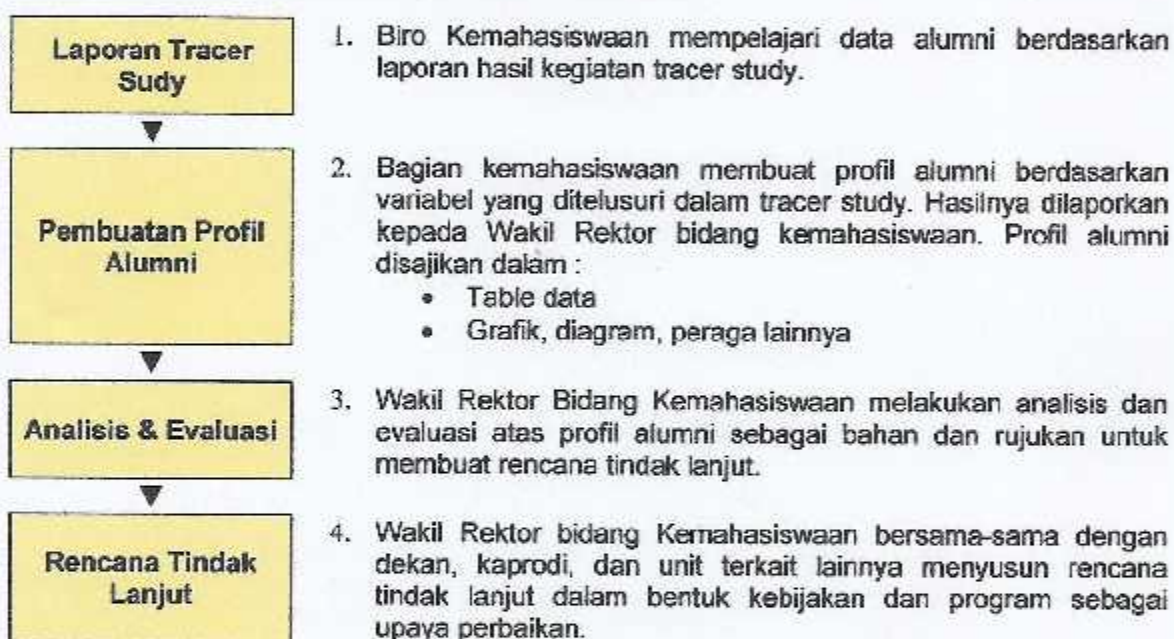 Laporan Tracer
Sudy
1. Biro Kemahasiswaan mempelajari data alumni berdasarkan
laporan hasil kegiatan tracer study.
Pembuatan Profil
Alumni
2. Bagian kemahasiswaan membuat profil alumni berdasarkan
variabel yang ditelusuri dalam tracer study. Hasilnya dilaporkan
kepada Wakil Rektor bidang kemahasiswaan. Profil alumni
disajikan dalam :
• Table data
• Grafik, diagram, peraga lainnya
Analisis & Evaluasi
3. Wakil Rektor Bidang Kemahasiswaan melakukan analisis dan
evaluasi atas profil alumni sebagai bahan dan rujukan untuk
membuat rencana tindak lanjut.
Rencana Tindak
Lanjut
4. Wakil Rektor bidang Kemahasiswaan bersama-sama dengan
dekan, kaprodi, dan unit terkait lainnya menyusun rencana
tindak lanjut dalam bentuk kebijakan dan program sebagai
upaya perbaikan.